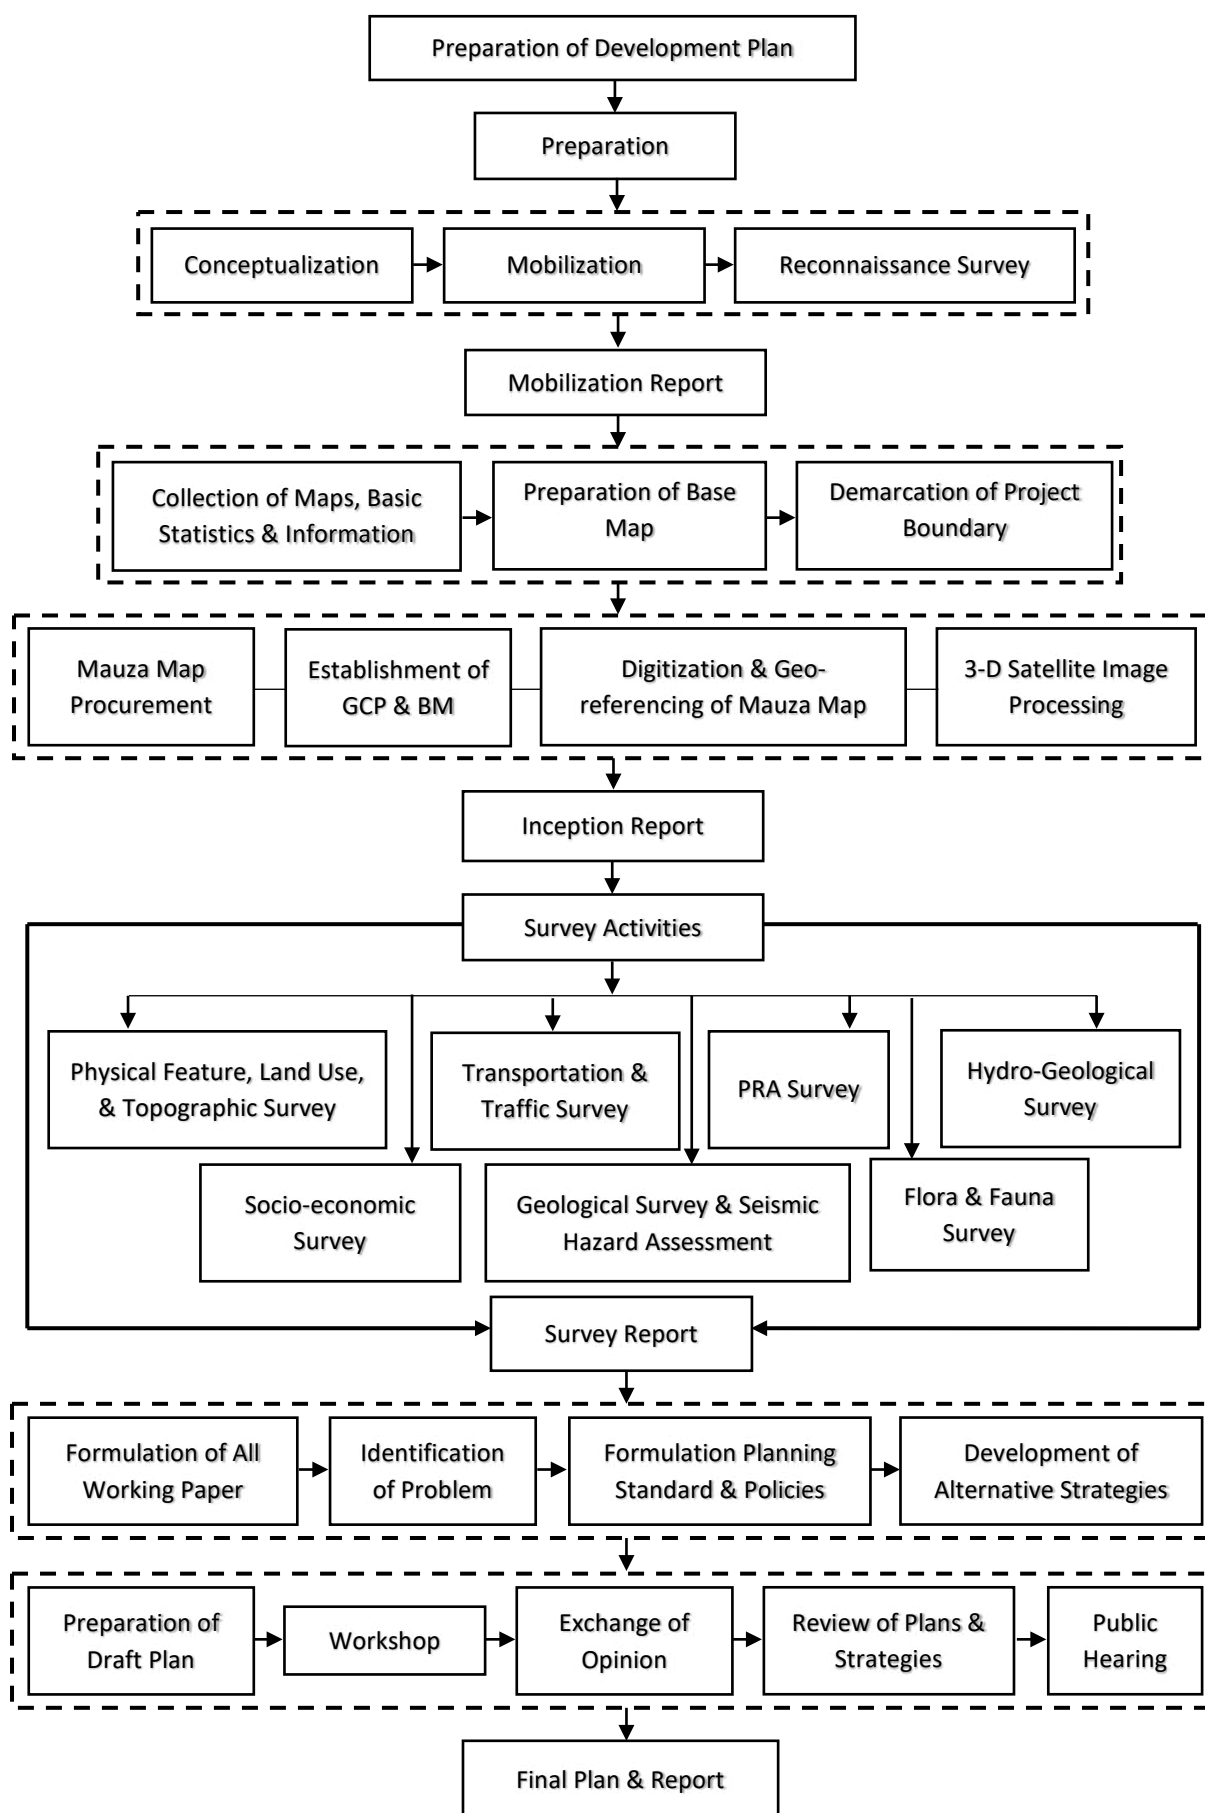 Preparation of Development Plan
Preparation
Conceptualization
Mobilization
Reconnaissance Survey
Mobilization Report
Collection of Maps, Basic
Statistics & Information
Preparation of Base
Map
Demarcation of Project
Boundary
Mauza Map
Procurement
Establishment of
GCP & BM
Digitization & Geo-
referencing of Mauza Map
3-D Satellite Image
Processing
Inception Report
Survey Activities
Physical Feature, Land Use,
& Topographic Survey
Transportation &
Traffic Survey
PRA Survey
Hydro-Geological
Survey
Socio-economic
Survey
Geological Survey & Seismic
Hazard Assessment
Flora & Fauna
Survey
Survey Report
Formulation of All
Working Paper
Identification
of Problem
Formulation Planning
Standard & Policies
Development of
Alternative Strategies
Preparation of
Draft Plan
Workshop
Exchange of
Opinion
Review of Plans &
Strategies
Public
Hearing
Final Plan & Report